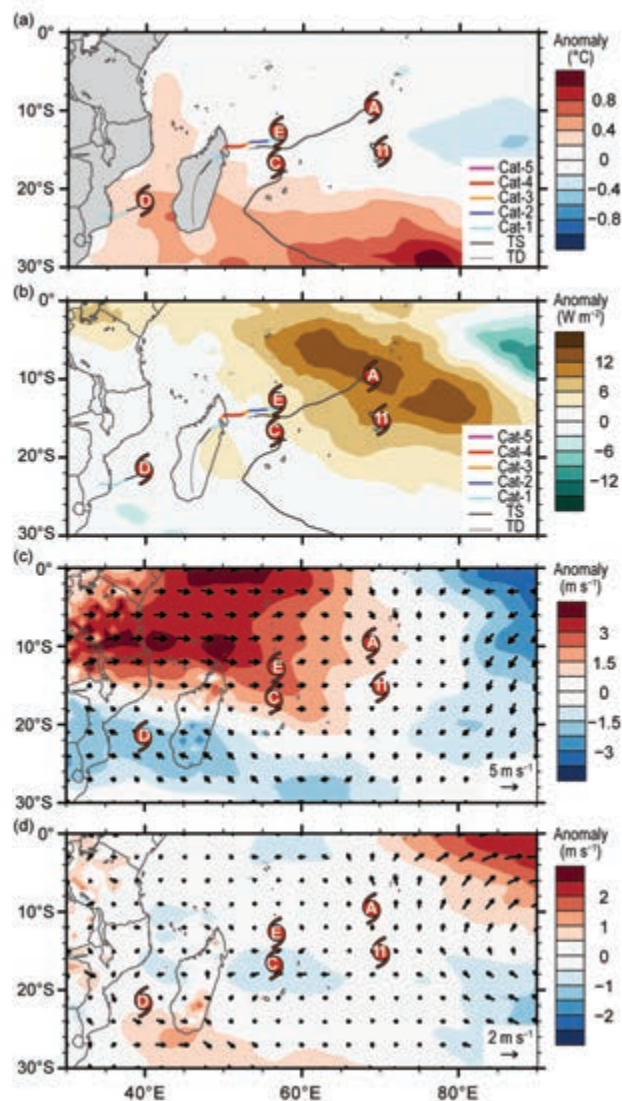 (a)
0°
10°S
20°S
30°S
A
E
C
11
D
Cat-5
Cat-4
Cat-3
Cat-2
Cat-1
TS
TD
Anomaly
(°C)
0.8
0.4
0
−0.4
−0.8
(b)
0°
10°S
20°S
30°S
A
E
C
11
D
Cat-5
Cat-4
Cat-3
Cat-2
Cat-1
TS
TD
Anomaly
(W m⁻²)
12
6
0
−6
−12
(c)
0°
10°S
20°S
30°S
A
E
C
11
D
5 m s⁻¹
Anomaly
(m s⁻¹)
3
1.5
0
−1.5
−3
(d)
0°
10°S
20°S
30°S
A
E
C
11
D
2 m s⁻¹
Anomaly
(m s⁻¹)
2
1
0
−1
−2
40°E
60°E
80°E